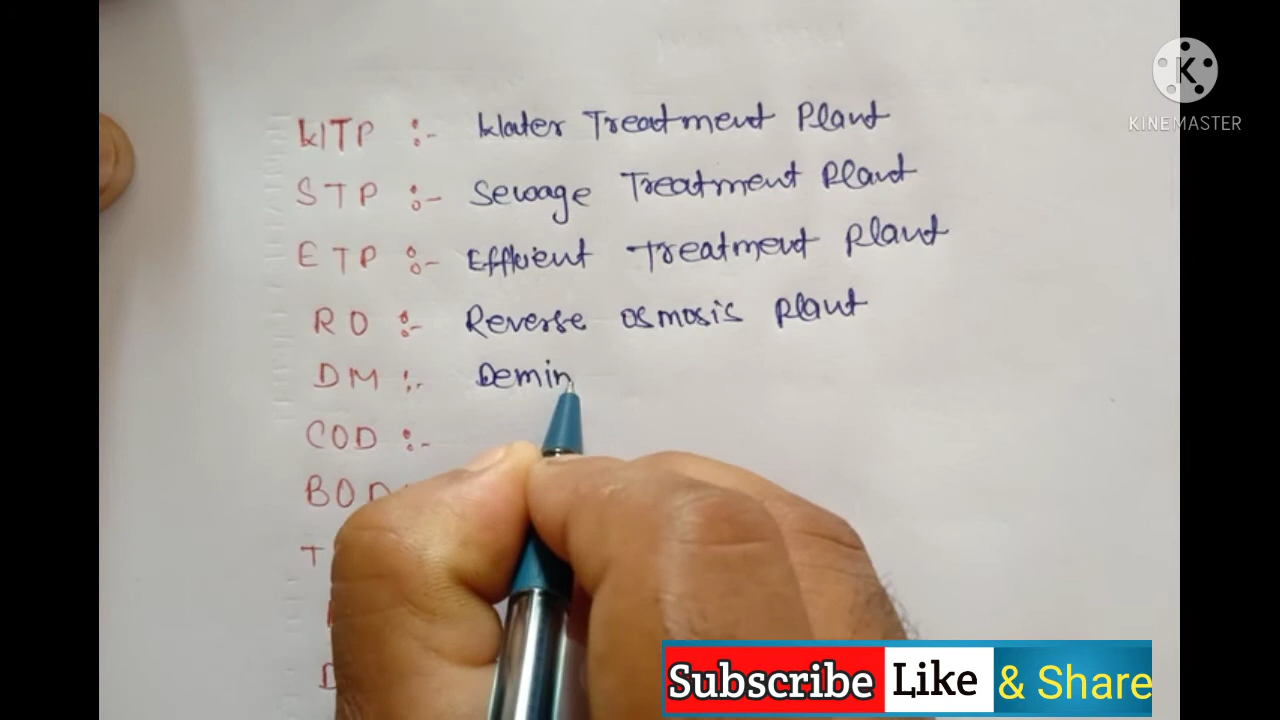 WTP :- Water Treatment Plant
STP :- Sewage Treatment Plant
ETP :- Effluent Treatment Plant
RO :- Reverse osmosis plant
DM :- Demin
COD :-
BOD
T
KINEMASTER
Subscribe Like & Share